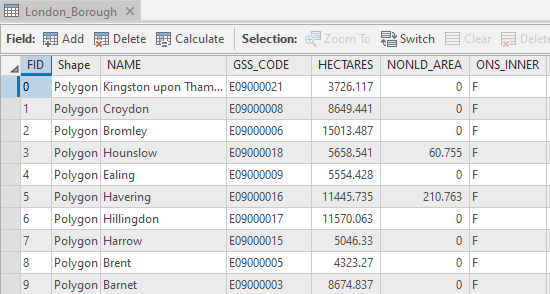 London_Borough ×
Field: Add Delete Calculate Selection: Zoom To Switch Clear Delete
FID Shape NAME GSS_CODE HECTARES NONLD_AREA ONS_INNER
0 Polygon Kingston upon Tham... E09000021 3726.117 0 F
1 Polygon Croydon E09000008 8649.441 0 F
2 Polygon Bromley E09000006 15013.487 0 F
3 Polygon Hounslow E09000018 5658.541 60.755 F
4 Polygon Ealing E09000009 5554.428 0 F
5 Polygon Havering E09000016 11445.735 210.763 F
6 Polygon Hillingdon E09000017 11570.063 0 F
7 Polygon Harrow E09000015 5046.33 0 F
8 Polygon Brent E09000005 4323.27 0 F
9 Polygon Barnet E09000003 8674.837 0 F